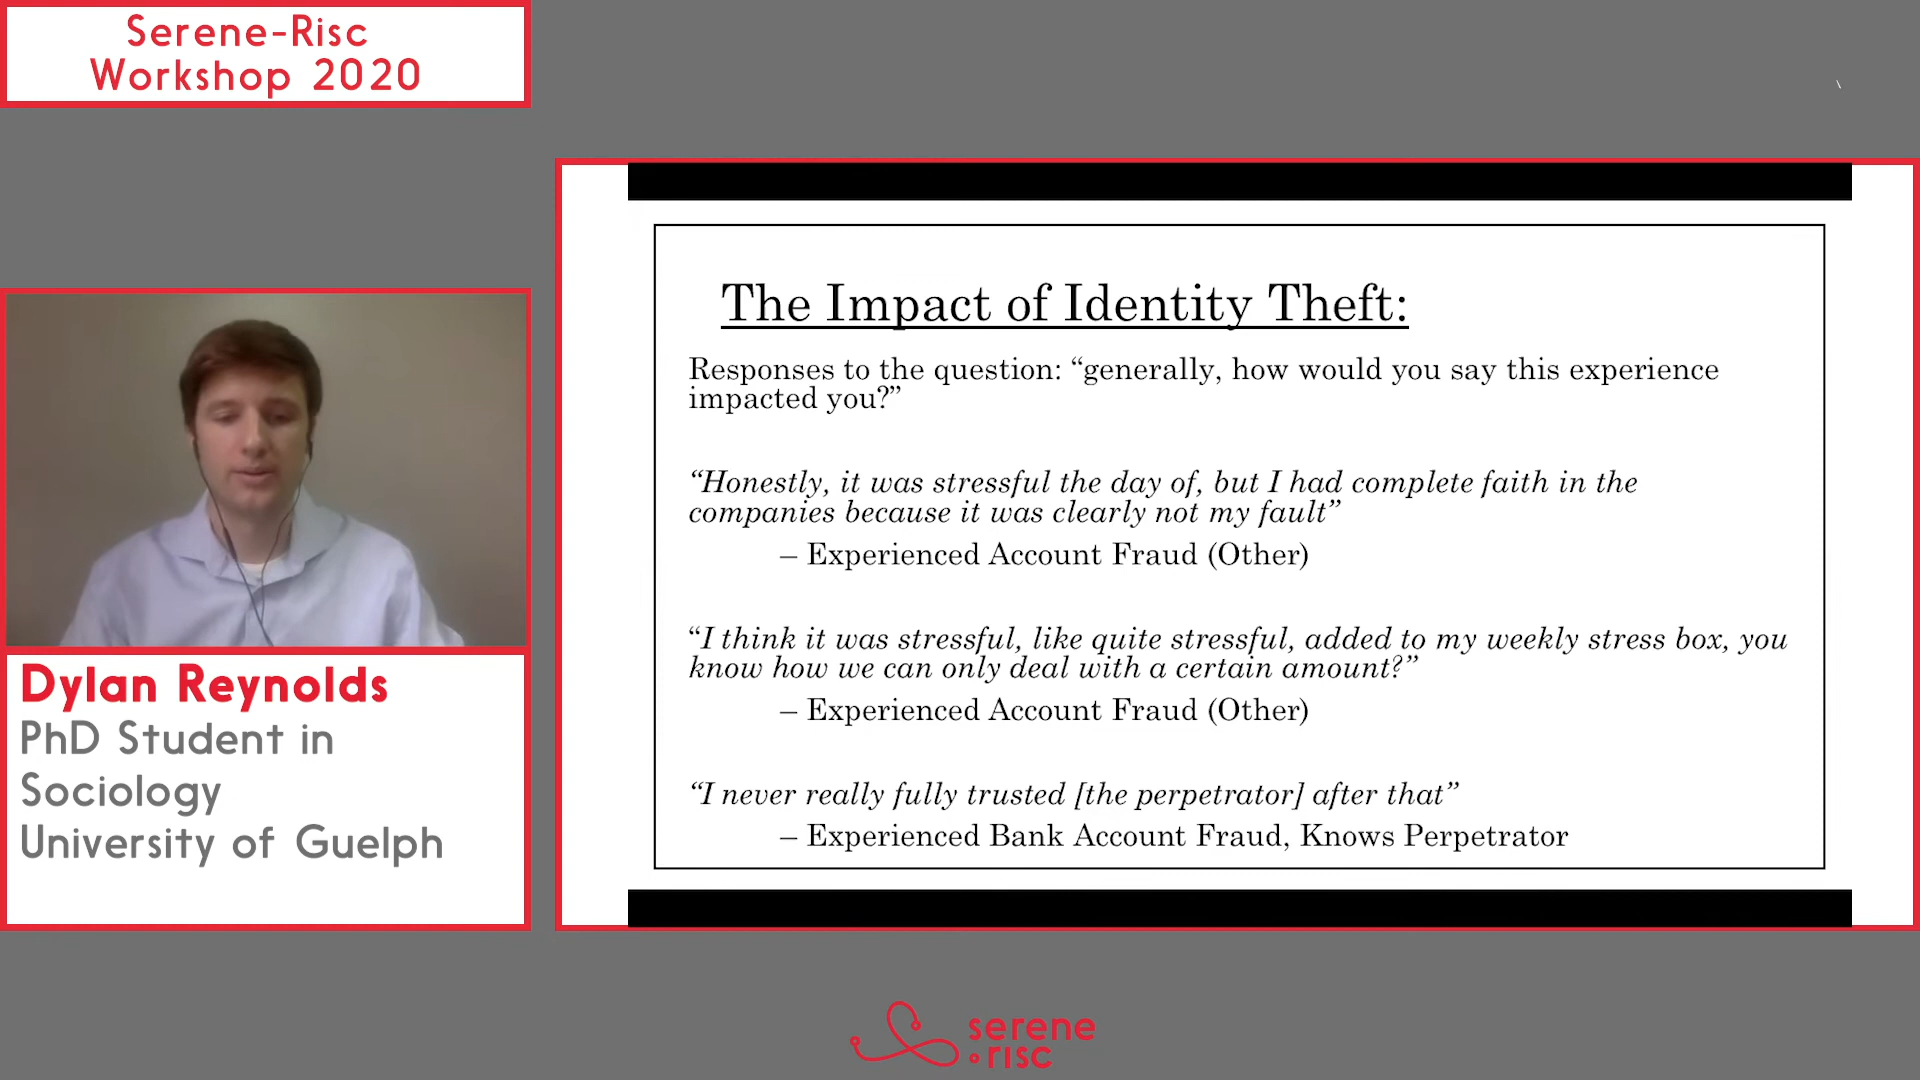 Serene-Risc
Workshop 2020
Dylan Reynolds
PhD Student in
Sociology
University of Guelph
The Impact of Identity Theft:
Responses to the question: “generally, how would you say this experience
impacted you?”
“Honestly, it was stressful the day of, but I had complete faith in the
companies because it was clearly not my fault”
– Experienced Account Fraud (Other)
“I think it was stressful, like quite stressful, added to my weekly stress box, you
know how we can only deal with a certain amount?”
– Experienced Account Fraud (Other)
“I never really fully trusted [the perpetrator] after that”
– Experienced Bank Account Fraud, Knows Perpetrator
serene
risc